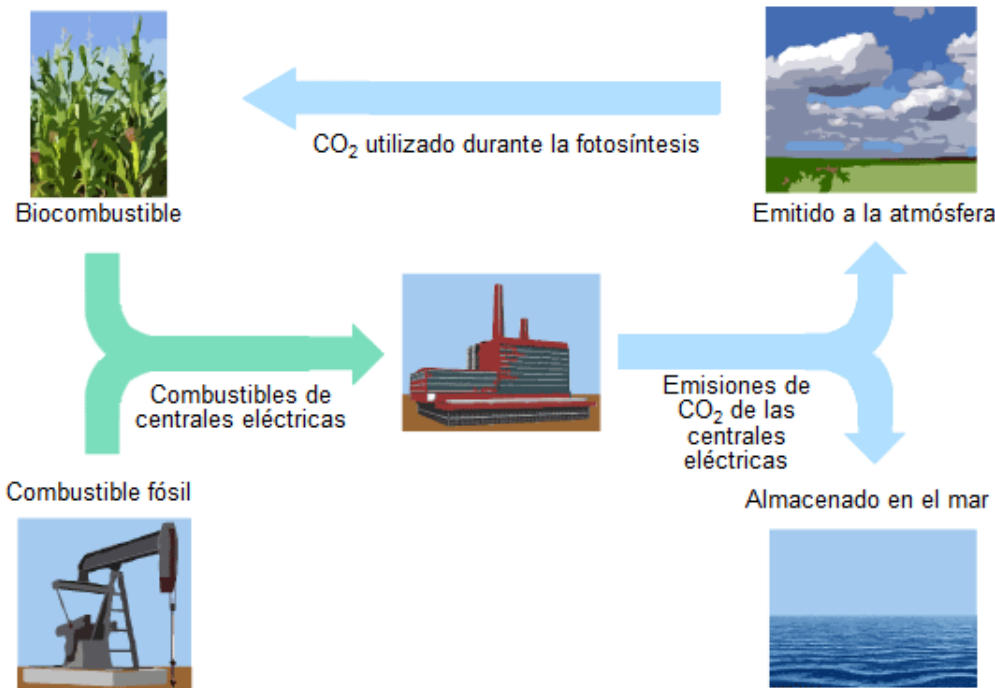 CO₂ utilizado durante la fotosíntesis
Biocombustible
Emitido a la atmósfera
Combustibles de
centrales eléctricas
Emisiones de
CO₂ de las
centrales
eléctricas
Combustible fósil
Almacenado en el mar